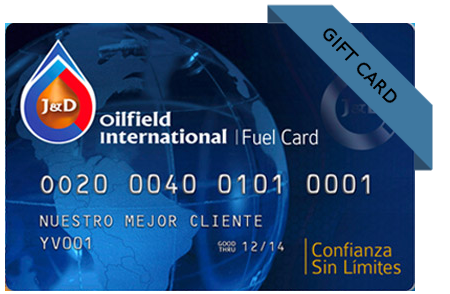 GIFT CARD
J&D
J&D
Oilfield
International | Fuel Card
0020 0040 0101 0001
NUESTRO MEJOR CLIENTE
YV001
GOOD THRU 12/14
Confianza
Sin Límites